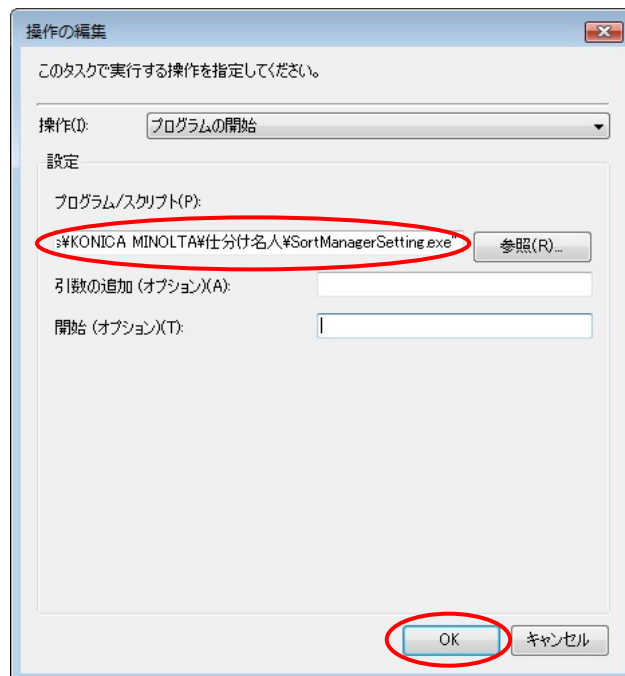 操作の編集
このタスクで実行する操作を指定してください。
操作(I):
プログラムの開始
設定
プログラム/スクリプト(P):
s¥KONICA MINOLTA¥仕分け名人¥SortManagerSetting.exe"
参照(R)...
引数の追加 (オプション)(A):
開始 (オプション)(T):
OK
キャンセル